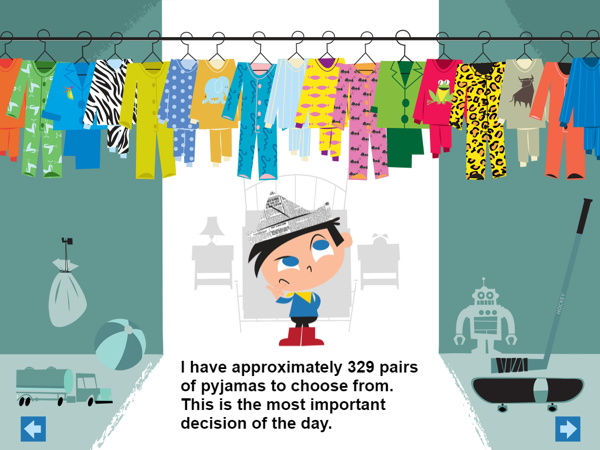 I have approximately 329 pairs
of pyjamas to choose from.
This is the most important
decision of the day.